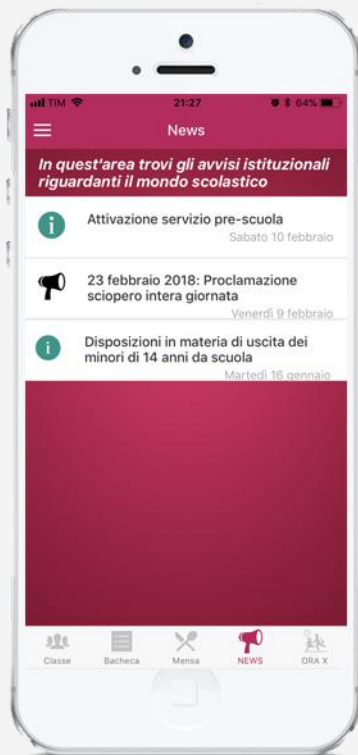 TIM 21:27 64%
News
In quest'area trovi gli avvisi istituzionali
riguardanti il mondo scolastico
Attivazione servizio pre-scuola
Sabato 10 febbraio
23 febbraio 2018: Proclamazione
sciopero intera giornata
Venerdì 9 febbraio
Disposizioni in materia di uscita dei
minori di 14 anni da scuola
Martedì 16 gennaio
Classe Bacheca Mensa NEWS ORA X